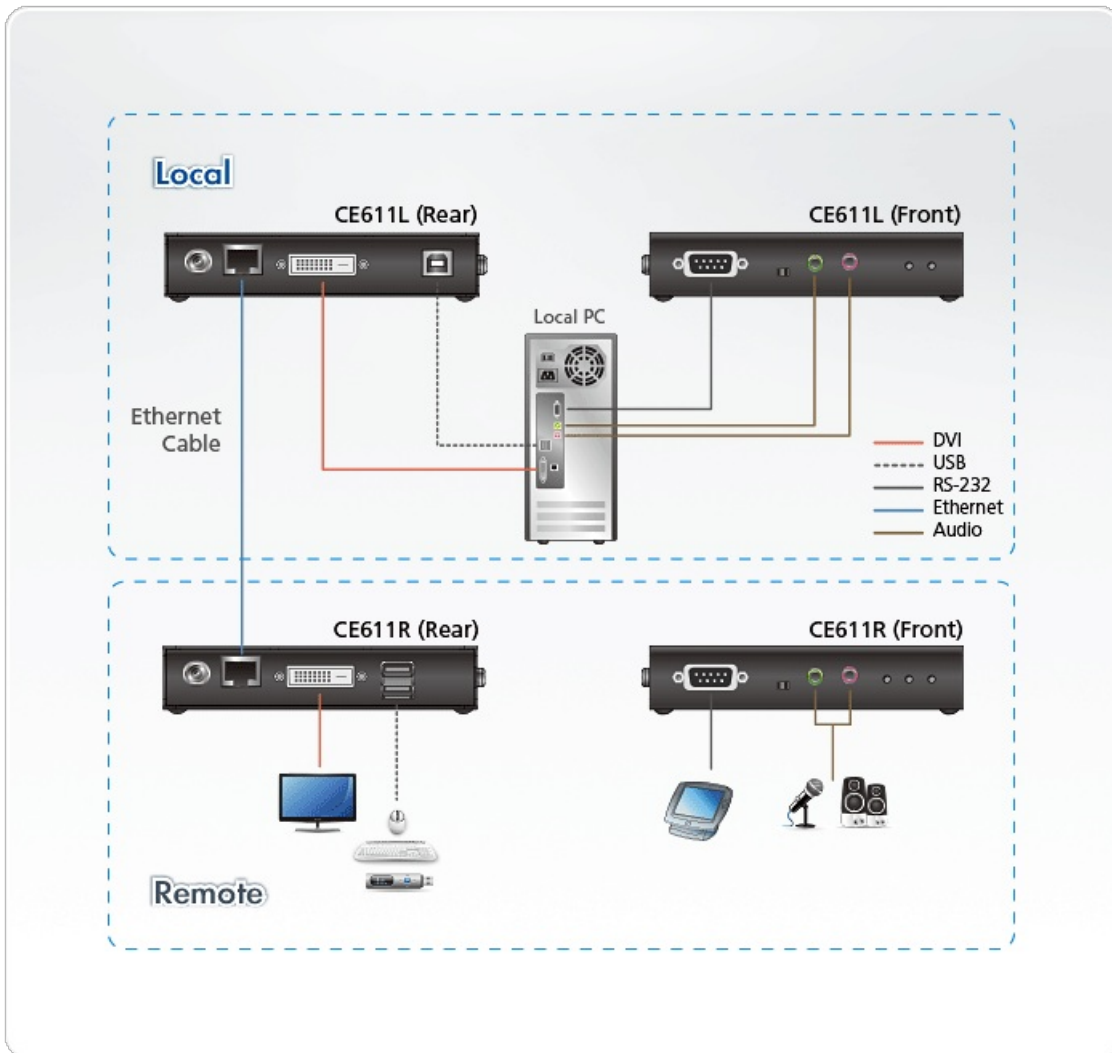 Local
CE611L (Rear)
CE611L (Front)
Local PC
Ethernet
Cable
DVI
USB
RS-232
Ethernet
Audio
CE611R (Rear)
CE611R (Front)
Remote